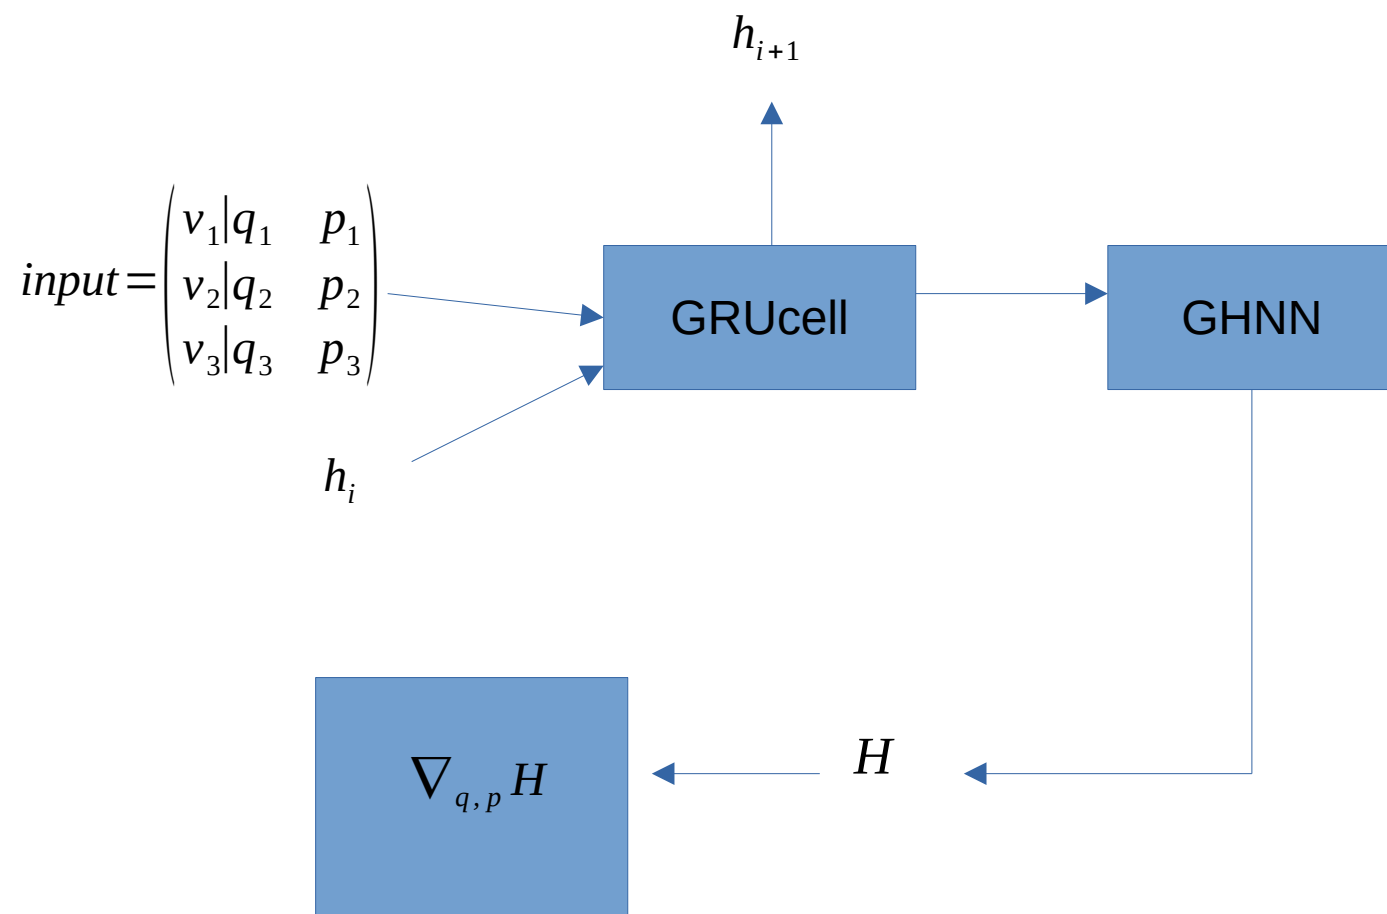 h_{i+1}
input = ( v_1|q_1 p_1
v_2|q_2 p_2
v_3|q_3 p_3 )
GRUcell
GHNN
h_i
∇_{q,p} H
H